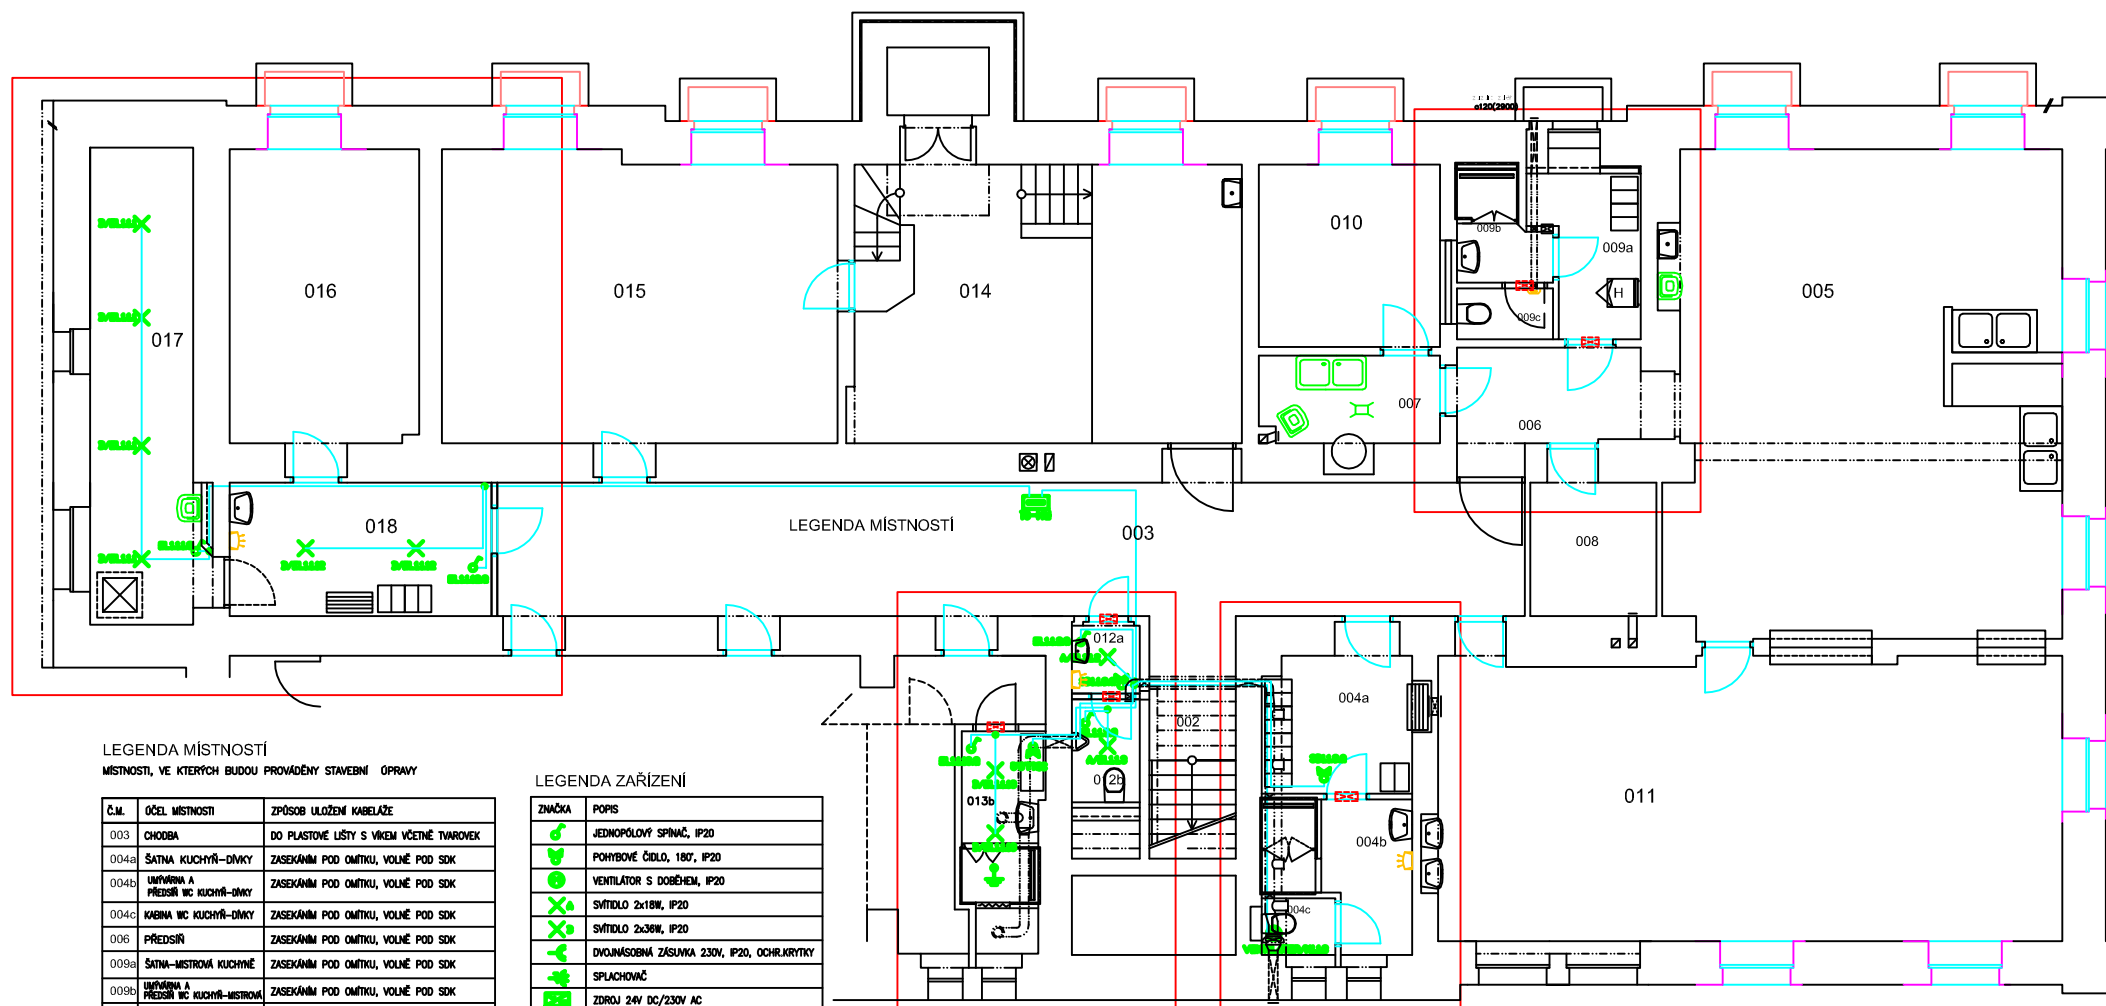 ø120(2900)
009b
010
009a
H
016
015
014
005
009c
017
007
006
018
LEGENDA MÍSTNOSTÍ
003
008
012a
004a
002
012b
013b
011
004b
004c
LEGENDA MÍSTNOSTÍ
MÍSTNOSTI, VE KTERÝCH BUDOU PROVÁDĚNY STAVEBNÍ ÚPRAVY
Č.M. ÚČEL MÍSTNOSTI ZPŮSOB ULOŽENÍ KABELÁŽE
003 CHODBA DO PLASTOVÉ LIŠTY S VÍKEM VČETNĚ TVAROVEK
004a ŠATNA KUCHYŇ-DÍVKY ZASEKÁNÍM POD OMÍTKU, VOLNĚ POD SDK
004b UMÝVÁRNA A
PŘEDSÍŇ WC KUCHYŇ-DÍVKY ZASEKÁNÍM POD OMÍTKU, VOLNĚ POD SDK
004c KABINA WC KUCHYŇ-DÍVKY ZASEKÁNÍM POD OMÍTKU, VOLNĚ POD SDK
006 PŘEDSÍŇ ZASEKÁNÍM POD OMÍTKU, VOLNĚ POD SDK
009a ŠATNA-MISTROVÁ KUCHYNĚ ZASEKÁNÍM POD OMÍTKU, VOLNĚ POD SDK
009b UMÝVÁRNA A
PŘEDSÍŇ WC KUCHYŇ-MISTROVÁ ZASEKÁNÍM POD OMÍTKU, VOLNĚ POD SDK
LEGENDA ZAŘÍZENÍ
ZNAČKA POPIS
JEDNOPÓLOVÝ SPÍNAČ, IP20
POHYBOVÉ ČIDLO, 180°, IP20
VENTILÁTOR S DOBĚHEM, IP20
A SVÍTIDLO 2x18W, IP20
B SVÍTIDLO 2x36W, IP20
DVOJNÁSOBNÁ ZÁSUVKA 230V, IP20, OCHR.KRYTKY
SPLACHOVAČ
ZDROJ 24V DC/230V AC